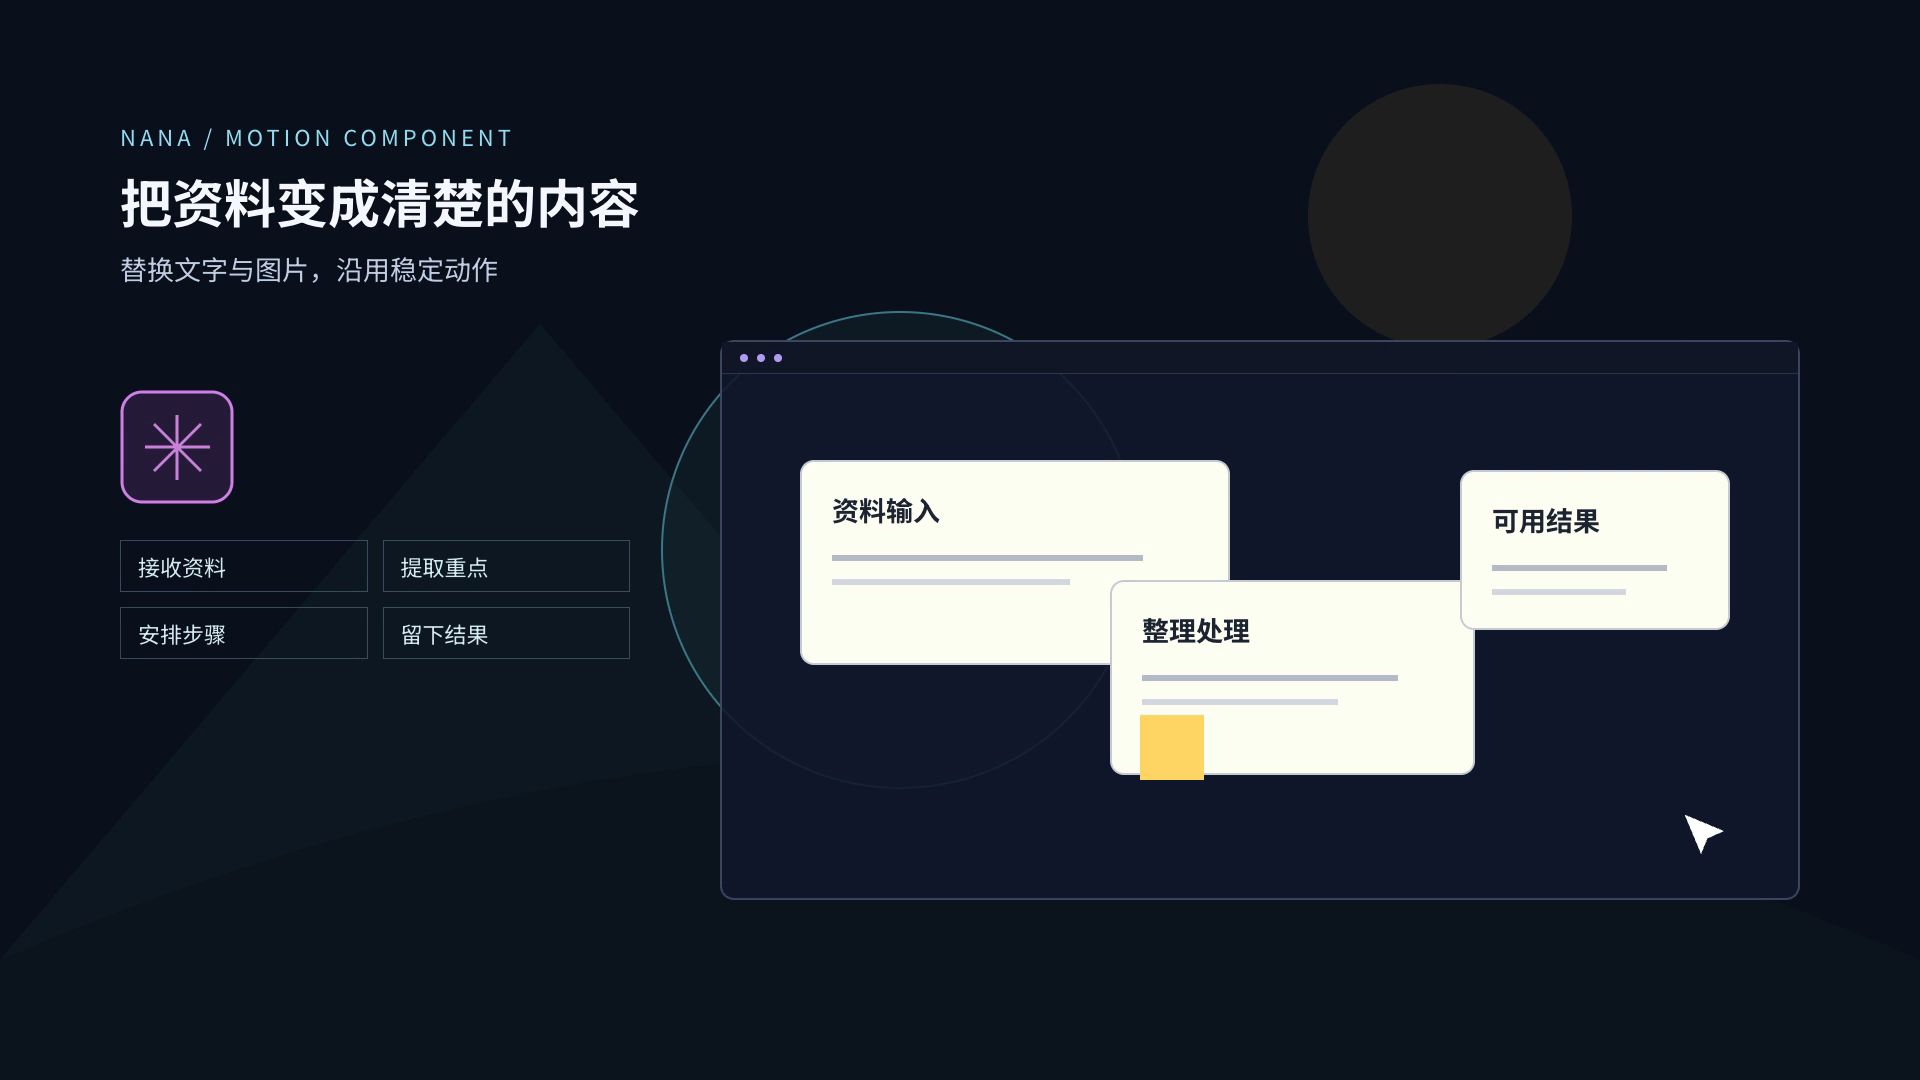 NANA / MOTION COMPONENT
把资料变成清楚的内容
替换文字与图片，沿用稳定动作
接收资料
提取重点
安排步骤
留下结果
资料输入
整理处理
可用结果